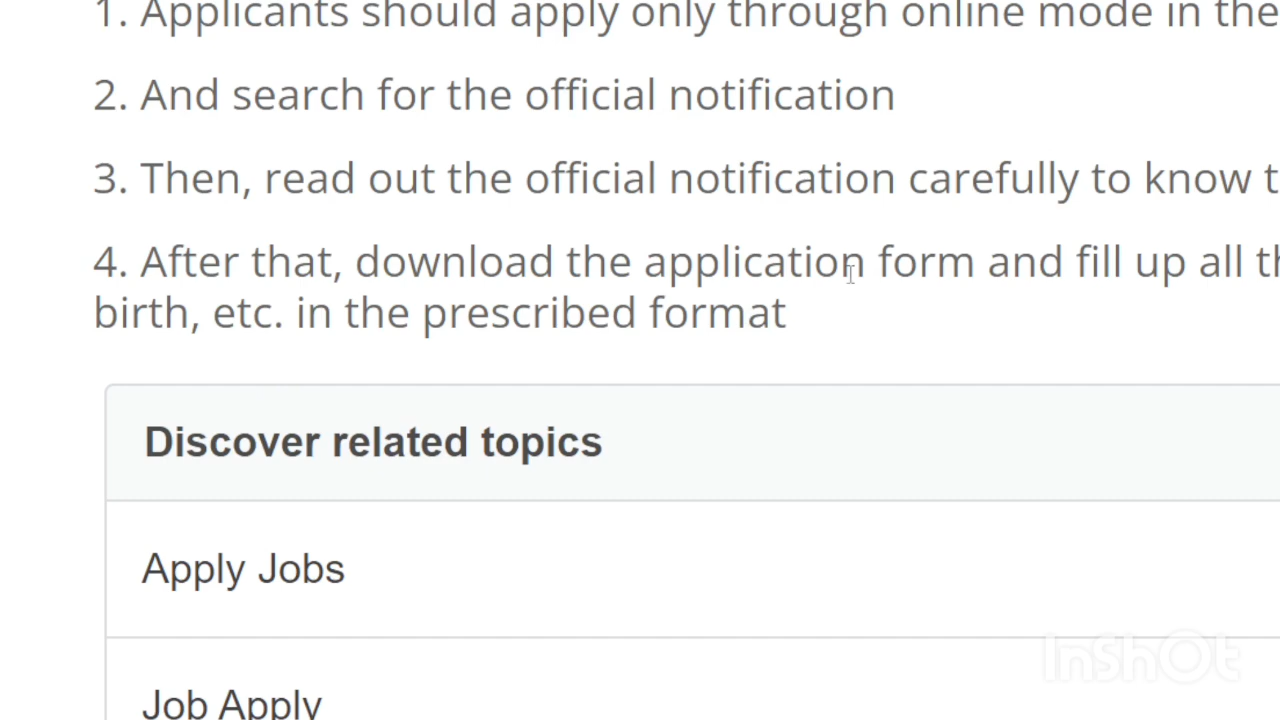 1. Applicants should apply only through online mode in the
2. And search for the official notification
3. Then, read out the official notification carefully to know t
4. After that, download the application form and fill up all th
birth, etc. in the prescribed format
Discover related topics
Apply Jobs
InShOt
Job Apply